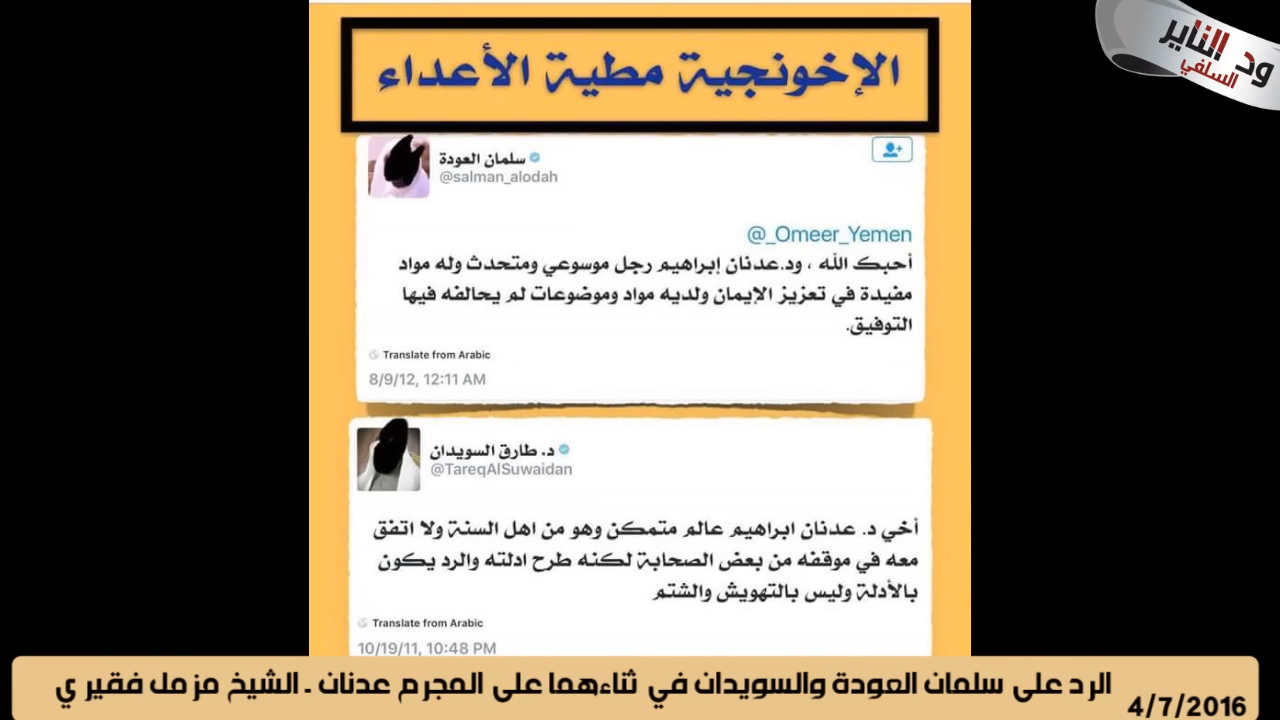 ود الناير
السلفي
الإخونجية مطية الأعداء
سلمان العودة
@salman_alodah
@_Omeer_Yemen
أحبك الله ، ود.عدنان إبراهيم رجل موسوعي ومتحدث وله مواد
مفيدة في تعزيز الإيمان ولديه مواد وموضوعات لم يحالفه فيها
التوفيق.
Translate from Arabic
8/9/12, 12:11 AM
د. طارق السويدان
@TareqAlSuwaidan
أخي د. عدنان ابراهيم عالم متمكن وهو من اهل السنة ولا اتفق
معه في موقفه من بعض الصحابة لكنه طرح ادلته والرد يكون
بالأدلة وليس بالتهويش والشتم
Translate from Arabic
10/19/11, 10:48 PM
الرد على سلمان العودة والسويدان في ثناءهما على المجرم عدنان ـ الشيخ مزمل فقيري
4/7/2016